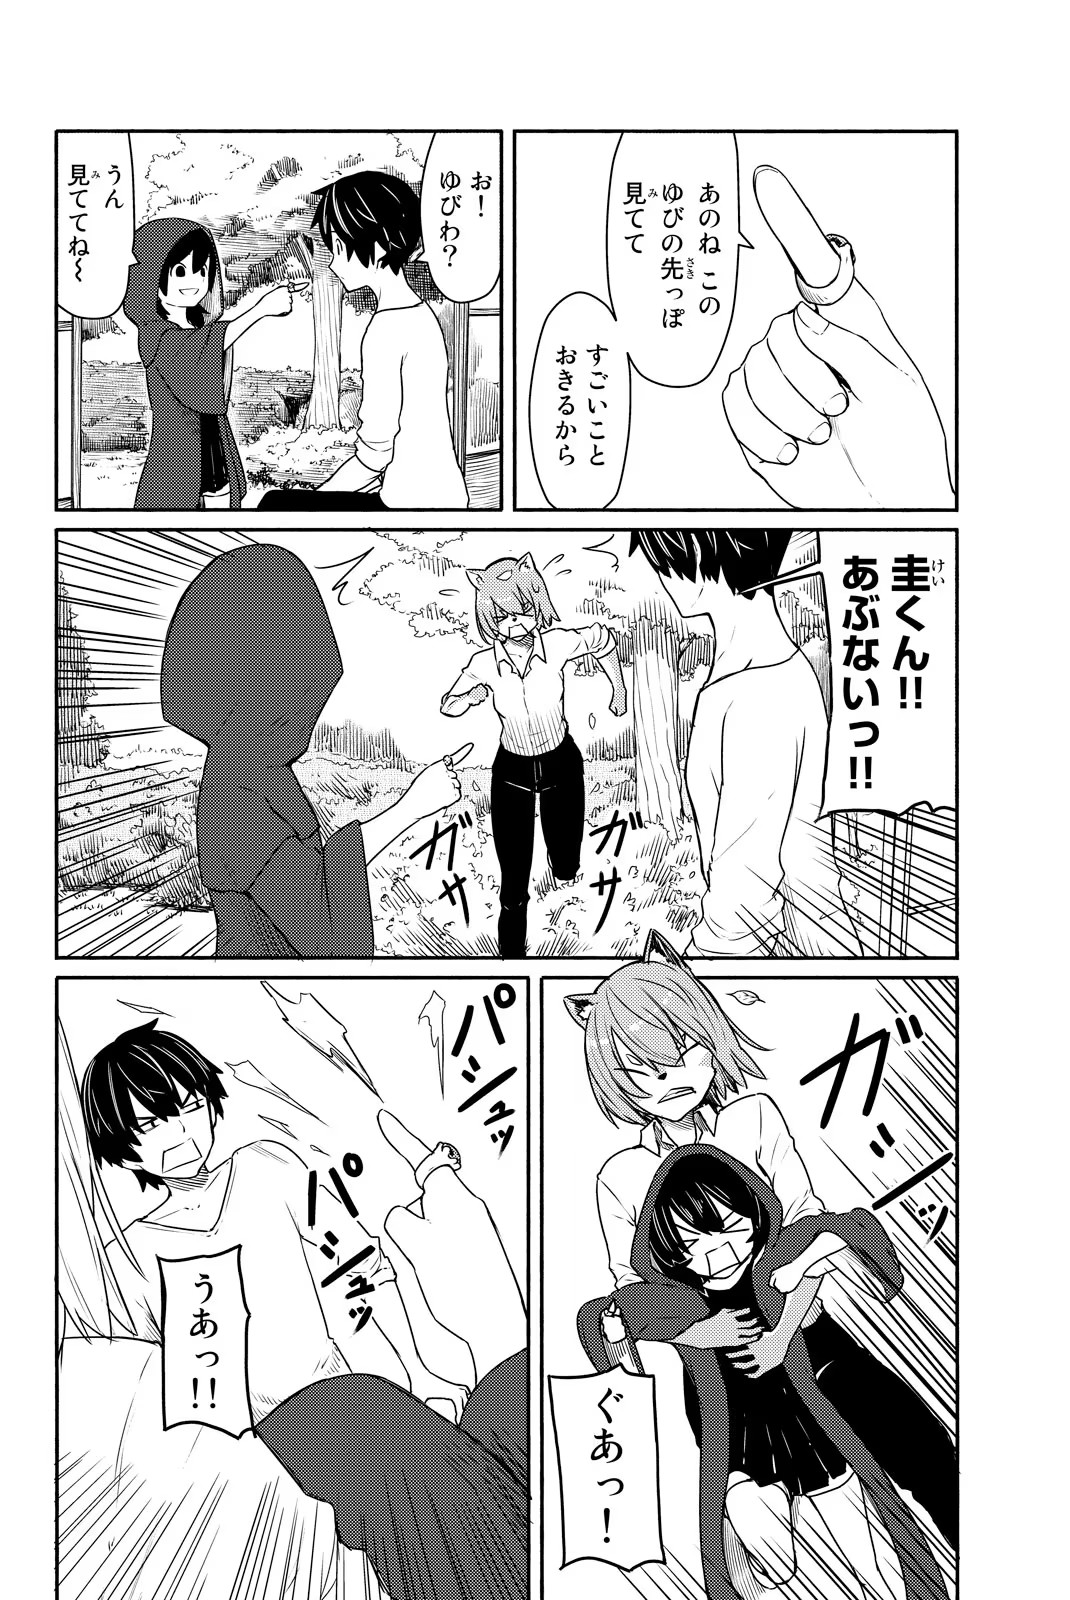 あのね この
ゆびの先っぽ
見てて
すごいこと
おきるから
お！
ゆびわ？
うん
見ててね～
圭くん!!
あぶないっ!!
ガサ
ガサ
ガッ
ぐあっ！
パシュッ
パシュッ
うあっ!!